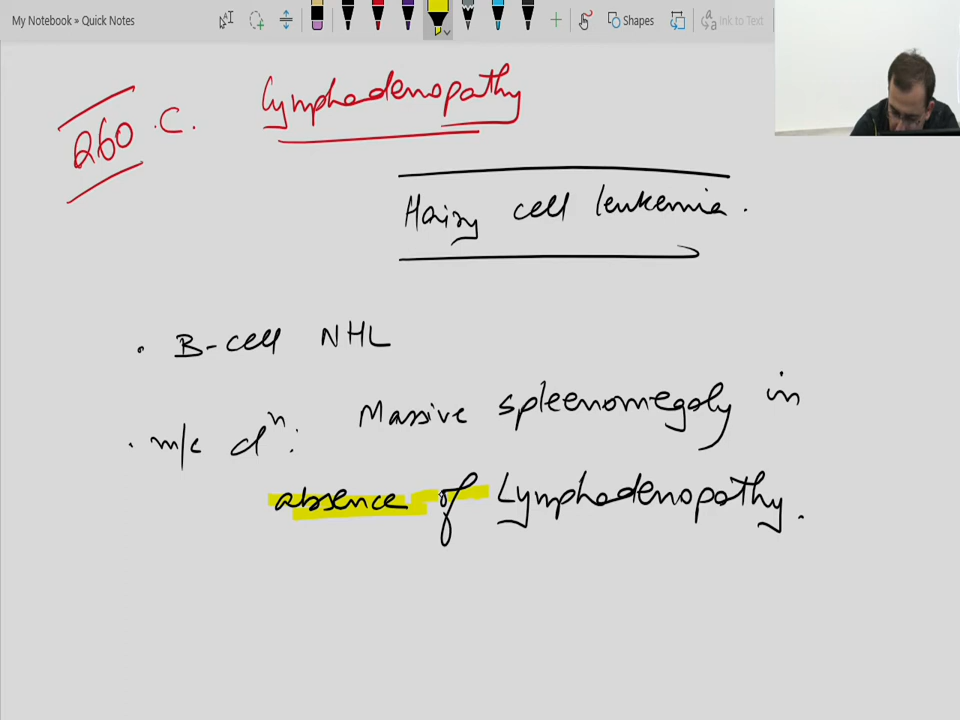 My Notebook » Quick Notes
Shapes
Ink to Text
260 .C. Lymphadenopathy
Hairy cell leukemia.
• B-cell NHL
• m/c dⁿ: Massive spleenomegaly in
absence of Lymphadenopathy.